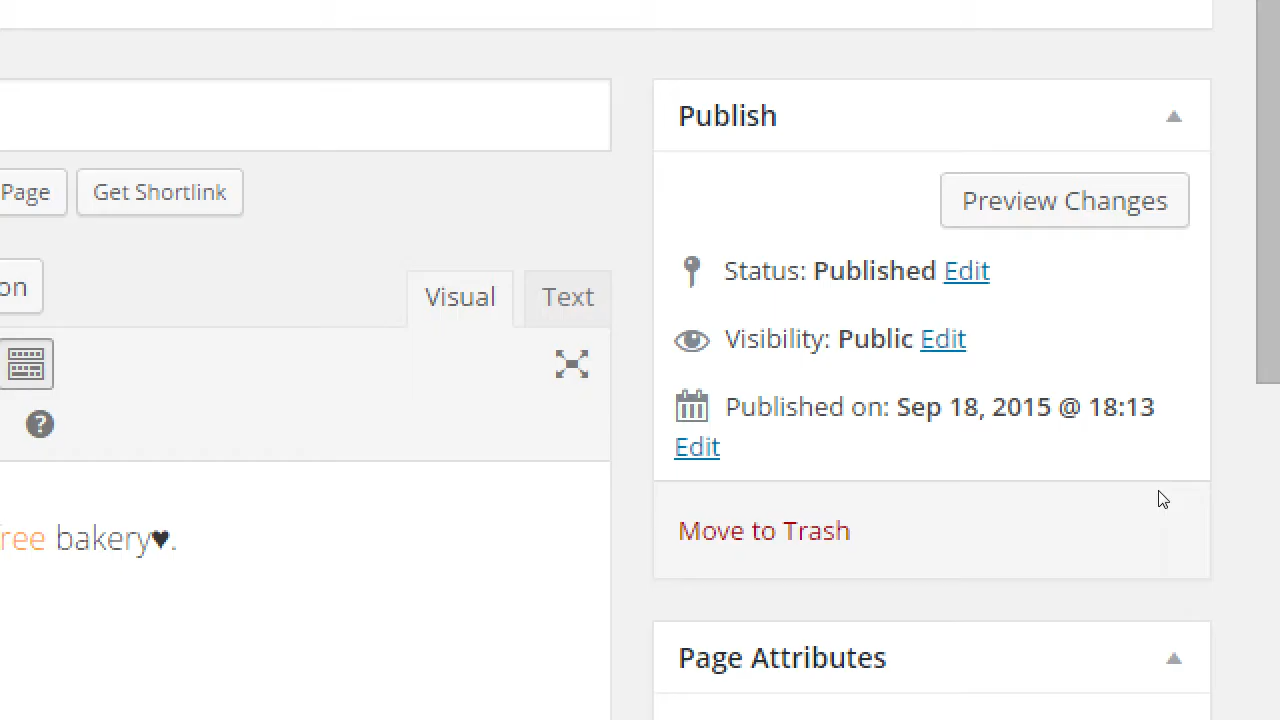 Publish
Page
Get Shortlink
Preview Changes
on
Visual
Text
Status: Published Edit
Visibility: Public Edit
Published on: Sep 18, 2015 @ 18:13
Edit
ree bakery♥.
Move to Trash
Page Attributes